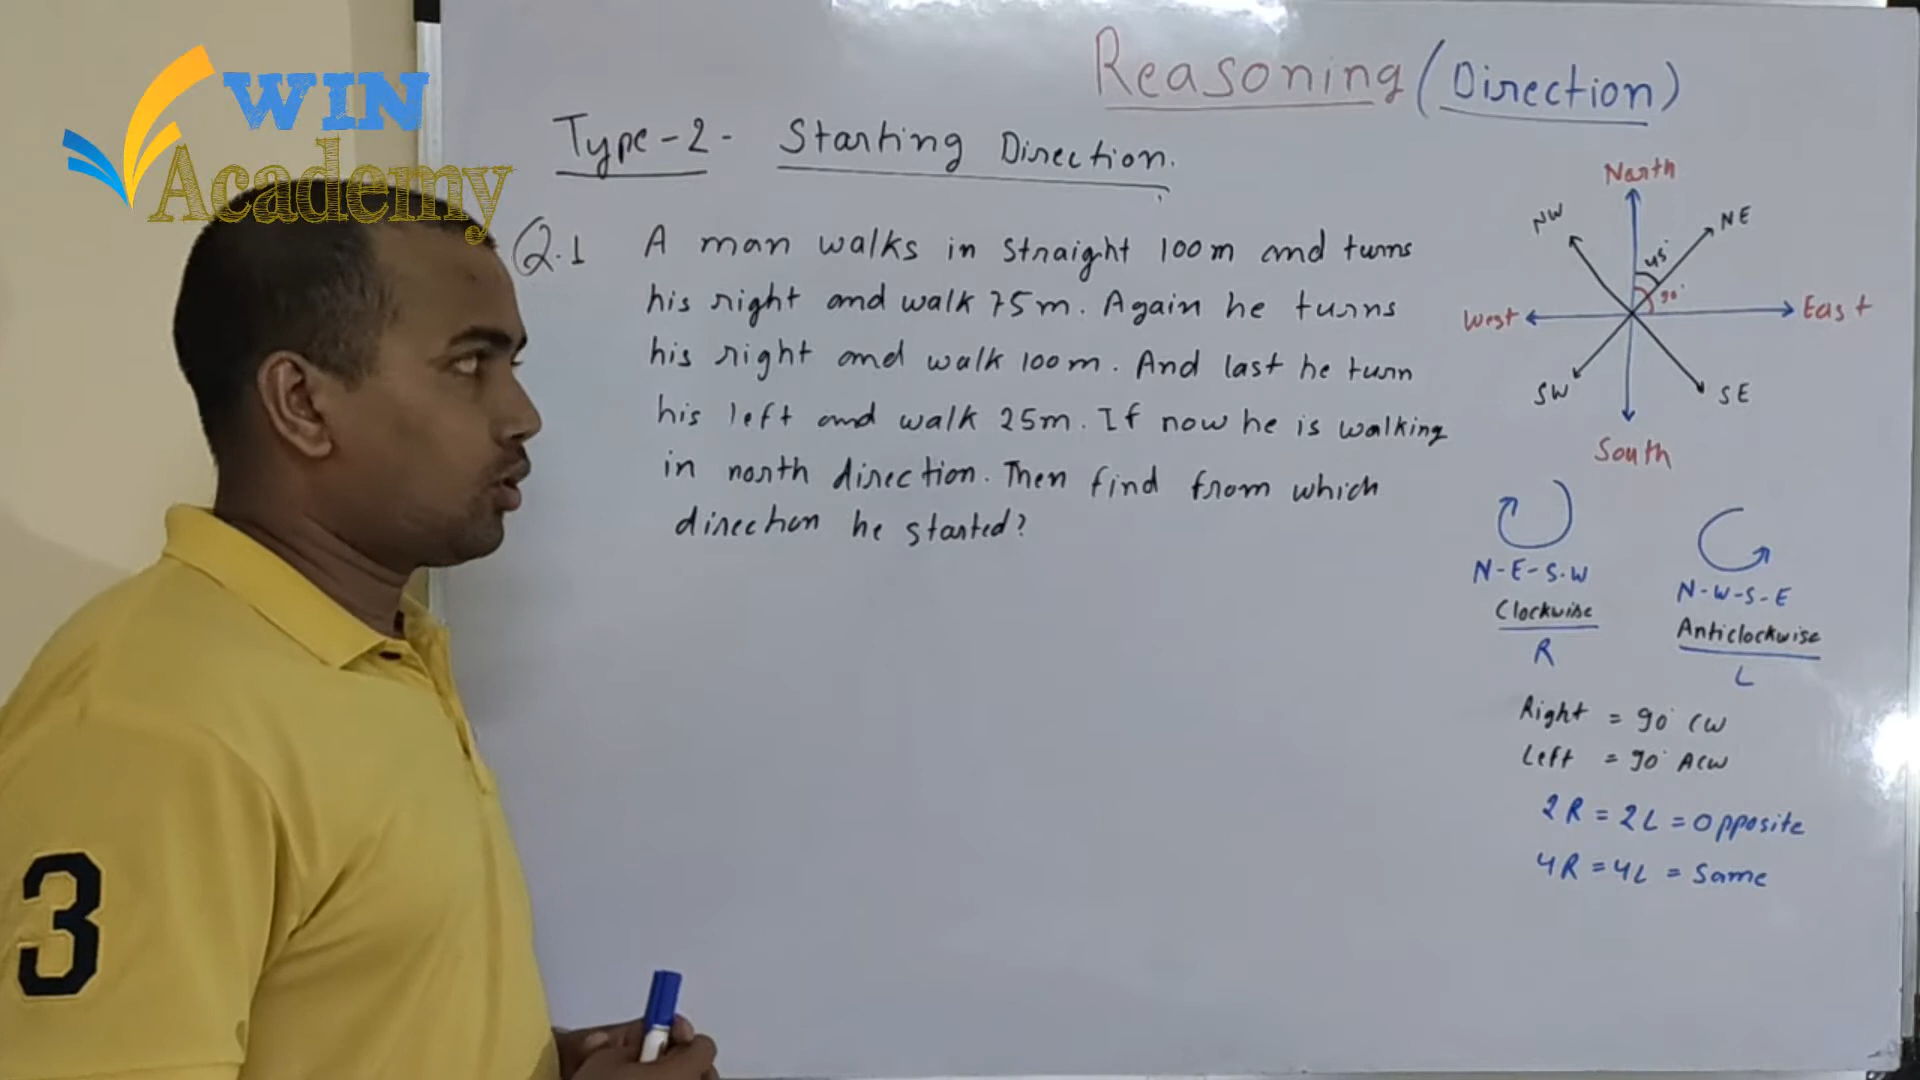 WIN
Academy
Reasoning (Direction)
Type-2- Starting Direction.
Q.1 A man walks in straight 100m and turns
his right and walk 75m. Again he turns
his right and walk 100m. And last he turn
his left and walk 25m. If now he is walking
in north direction. Then find from which
direction he started?
North
NW
NE
45°
90°
West
East
SW
SE
South
N-E-S-W
Clockwise
R
N-W-S-E
Anticlockwise
L
Right = 90° CW
Left = 90° ACW
2R = 2L = Opposite
4R = 4L = Same
3